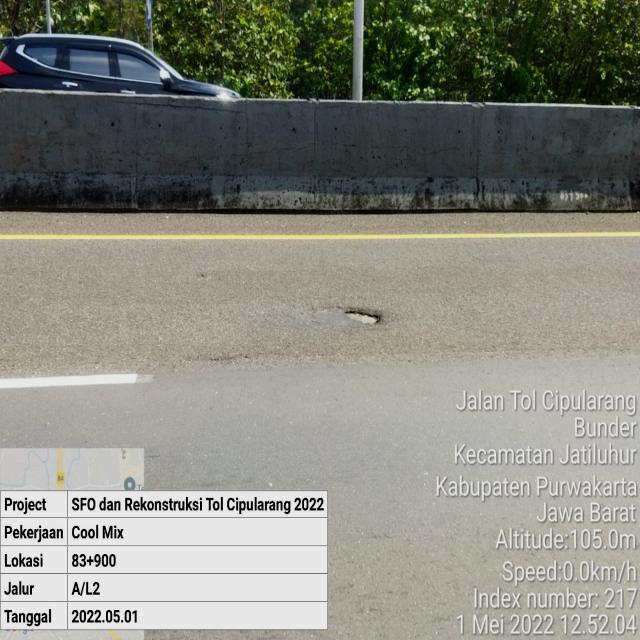 Jalan Tol Cipularang
Bunder
Kecamatan Jatiluhur
Kabupaten Purwakarta
Jawa Barat
Altitude:105.0m
Speed:0.0km/h
Index number: 217
1 Mei 2022 12.52.04
Project SFO dan Rekonstruksi Tol Cipularang 2022
Pekerjaan Cool Mix
Lokasi 83+900
Jalur A/L2
Tanggal 2022.05.01